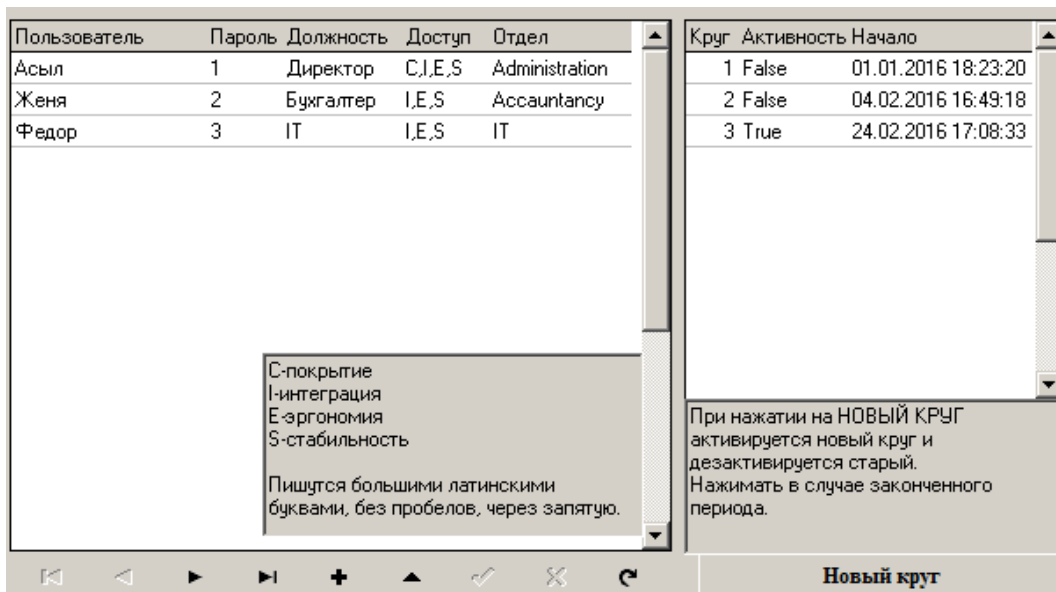 Пользователь Пароль Должность Доступ Отдел
Асыл 1 Директор C,I,E,S Administration
Женя 2 Бухгалтер I,E,S Accauntancy
Федор 3 IT I,E,S IT
C-покрытие
I-интеграция
E-эргономия
S-стабильность
Пишутся большими латинскими
буквами, без пробелов, через запятую.
Круг Активность Начало
1 False 01.01.2016 18:23:20
2 False 04.02.2016 16:49:18
3 True 24.02.2016 17:08:33
При нажатии на НОВЫЙ КРУГ
активируется новый круг и
дезактивируется старый.
Нажимать в случае законченного
периода.
Новый круг